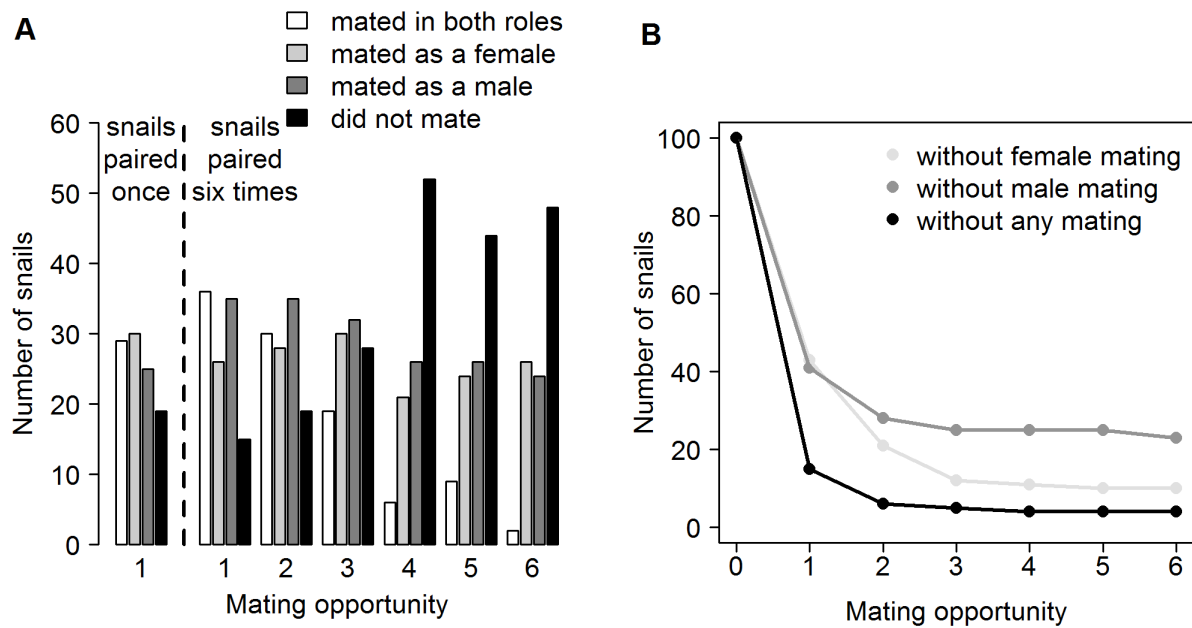 A
mated in both roles
mated as a female
mated as a male
did not mate
snails
paired
once
snails
paired
six times
Number of snails
60
50
40
30
20
10
0
1
1
2
3
4
5
6
Mating opportunity
B
without female mating
without male mating
without any mating
Number of snails
100
80
60
40
20
0
0
1
2
3
4
5
6
Mating opportunity